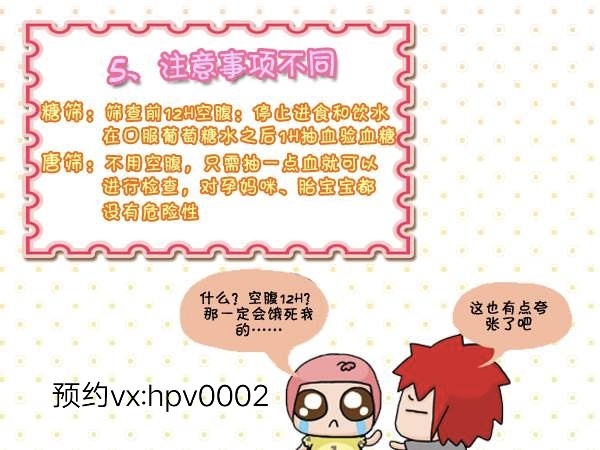 5、注意事项不同
糖筛：筛查前12H空腹：停止进食和饮水
在口服葡萄糖水之后1H抽血验血糖
唐筛：不用空腹，只需抽一点血就可以
进行检查，对孕妈咪、胎宝宝都
没有危险性
什么？空腹12H？
那一定会饿死我
的……
这也有点夸
张了吧
预约vx:hpv0002